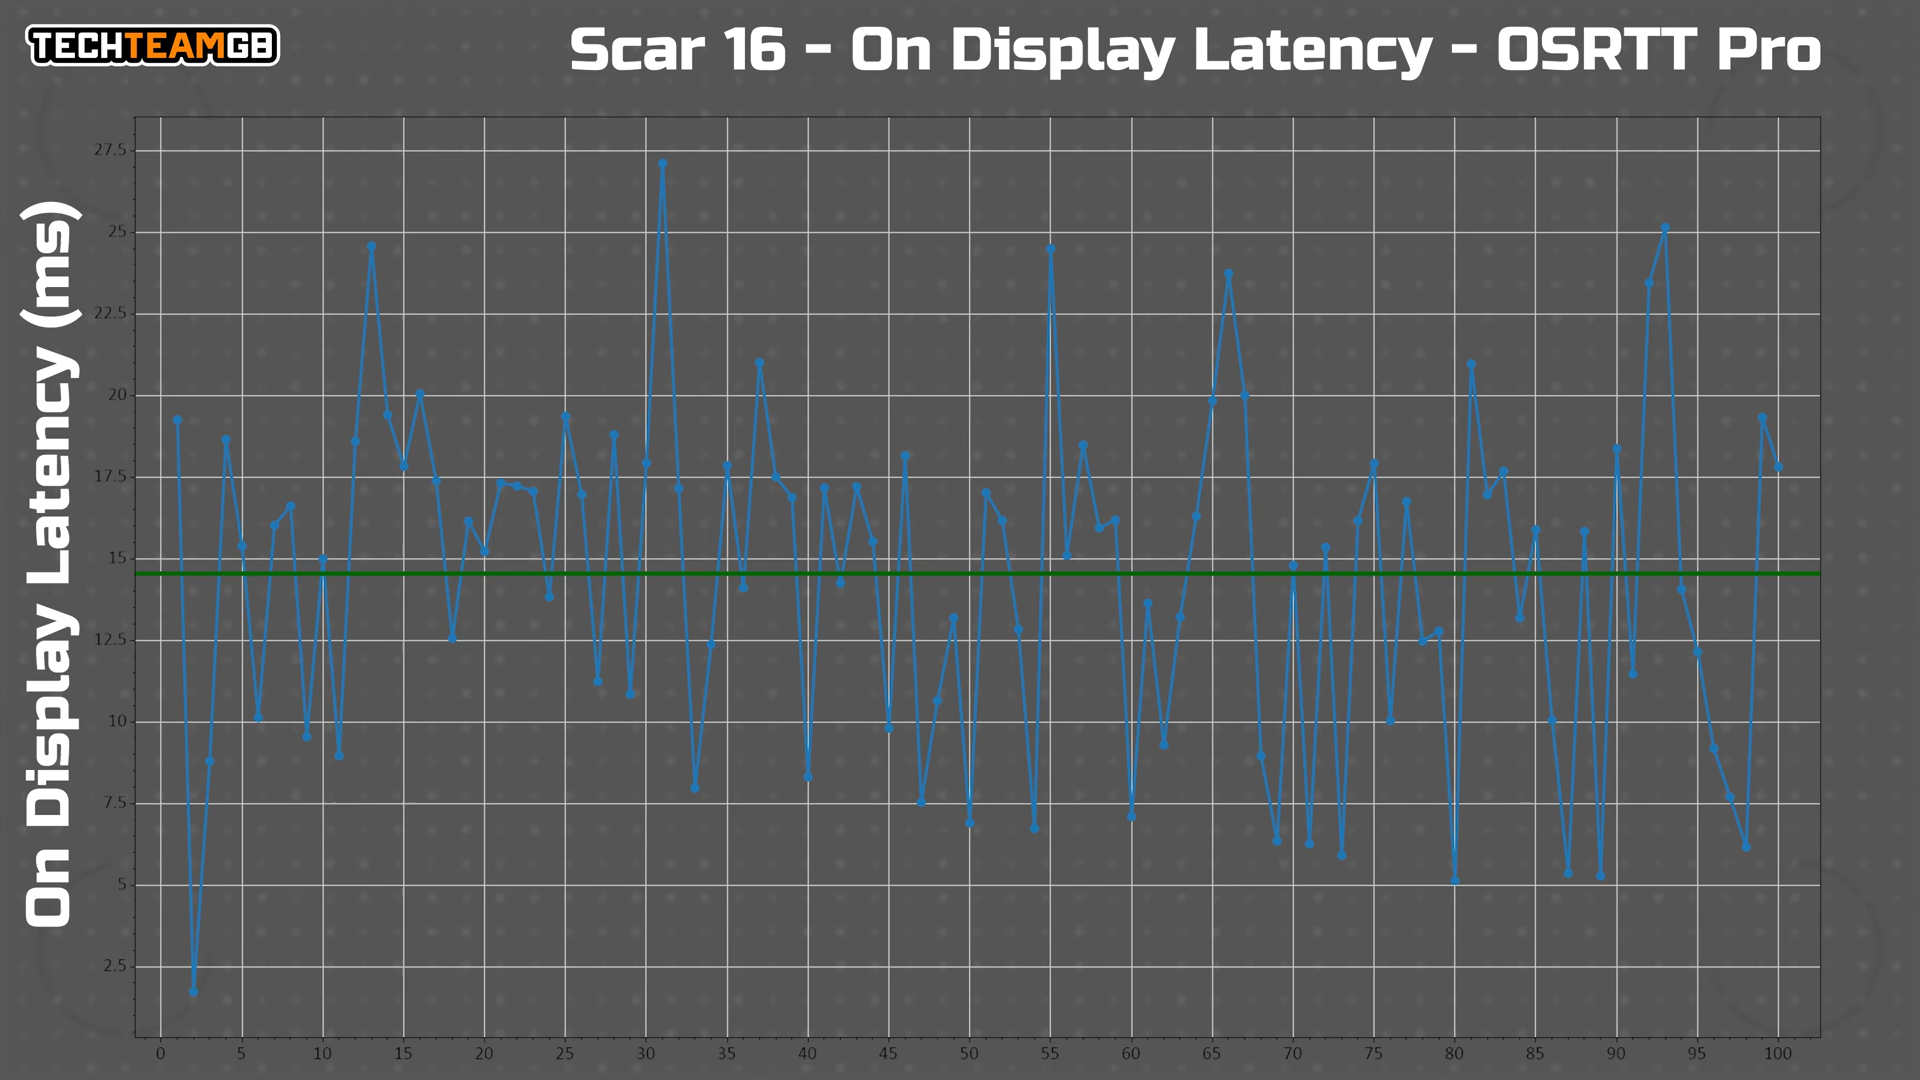 TECHTEAMGB
Scar 16 - On Display Latency - OSRTT Pro
On Display Latency (ms)
27.5
25
22.5
20
17.5
15
12.5
10
7.5
5
2.5
0 5 10 15 20 25 30 35 40 45 50 55 60 65 70 75 80 85 90 95 100